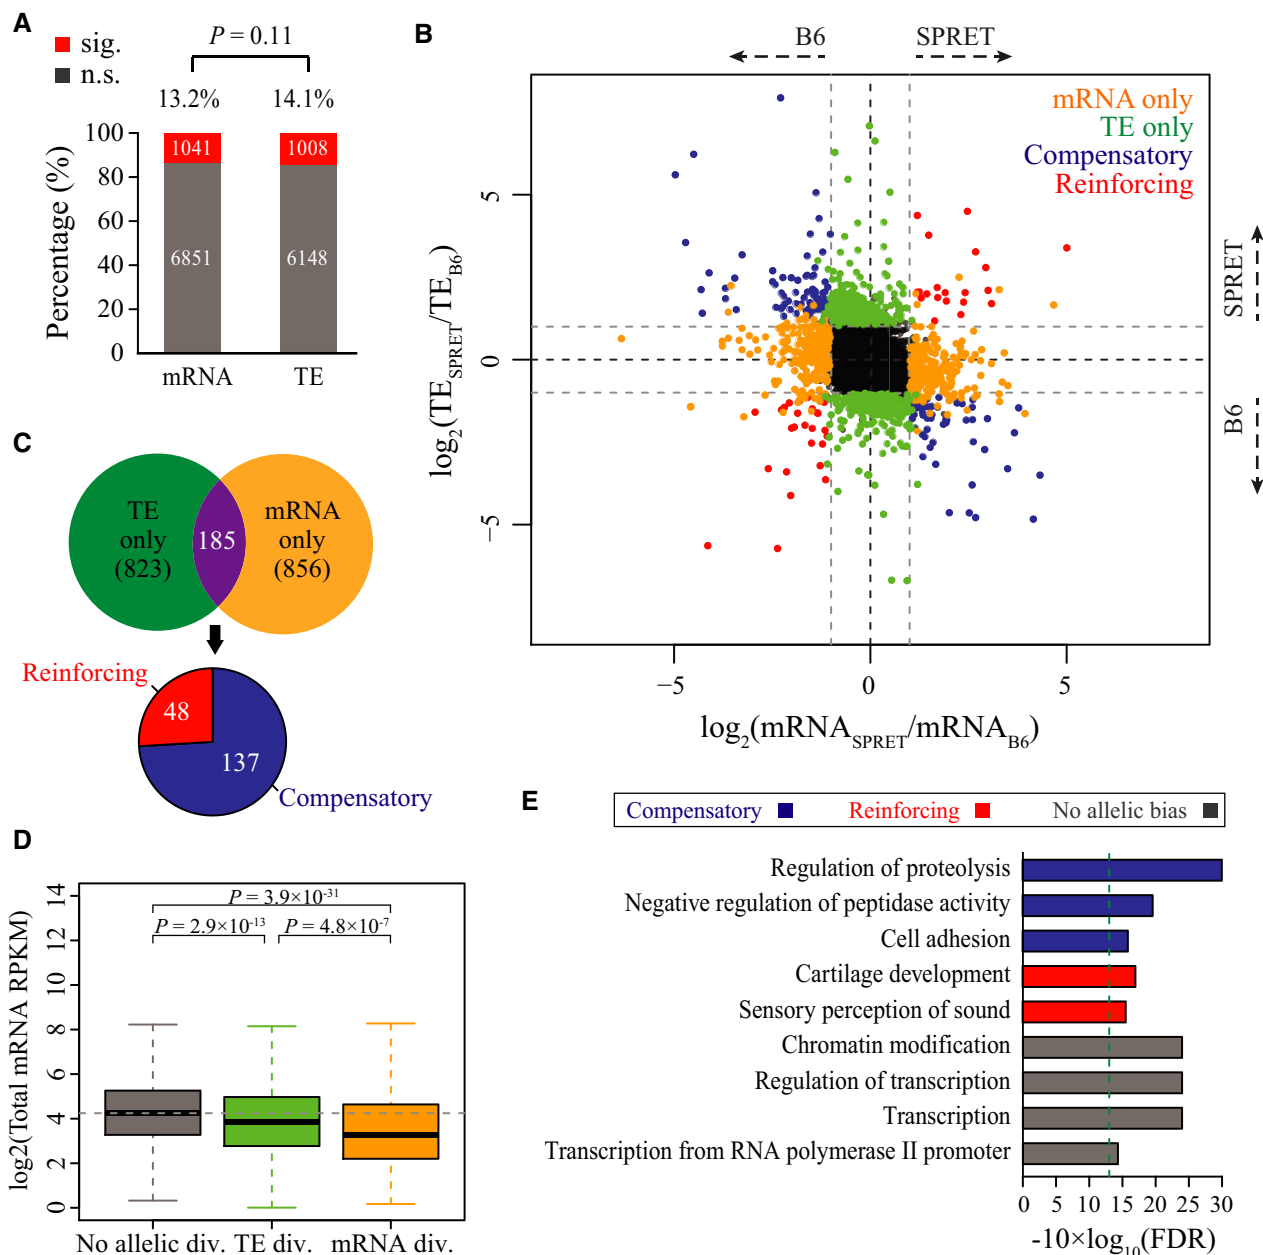 A
sig.
n.s.
P = 0.11
13.2%
14.1%
Percentage (%)
100
80
60
40
20
0
1041
1008
6851
6148
mRNA
TE
B
B6
SPRET
mRNA only
TE only
Compensatory
Reinforcing
log2(TESPRET/TEB6)
5
0
−5
SPRET
B6
−5
0
5
log2(mRNASPRET/mRNAB6)
C
TE
only
(823)
185
mRNA
only
(856)
Reinforcing
48
137
Compensatory
D
log2(Total mRNA RPKM)
14
12
10
8
6
4
2
0
P = 3.9×10-31
P = 2.9×10-13
P = 4.8×10-7
No allelic div.
TE div.
mRNA div.
E
Compensatory
Reinforcing
No allelic bias
Regulation of proteolysis
Negative regulation of peptidase activity
Cell adhesion
Cartilage development
Sensory perception of sound
Chromatin modification
Regulation of transcription
Transcription
Transcription from RNA polymerase II promoter
0 5 10 15 20 25 30
-10×log10(FDR)